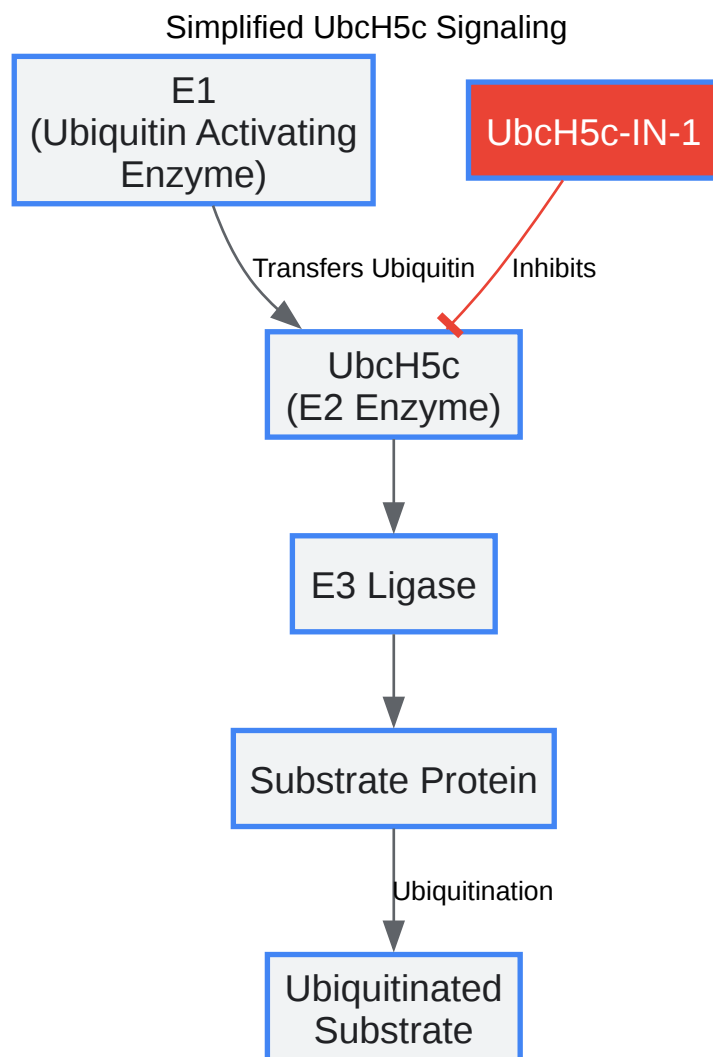 Simplified UbcH5c Signaling
E1
(Ubiquitin Activating
Enzyme)
UbcH5c-IN-1
Transfers Ubiquitin
Inhibits
UbcH5c
(E2 Enzyme)
E3 Ligase
Substrate Protein
Ubiquitination
Ubiquitinated
Substrate